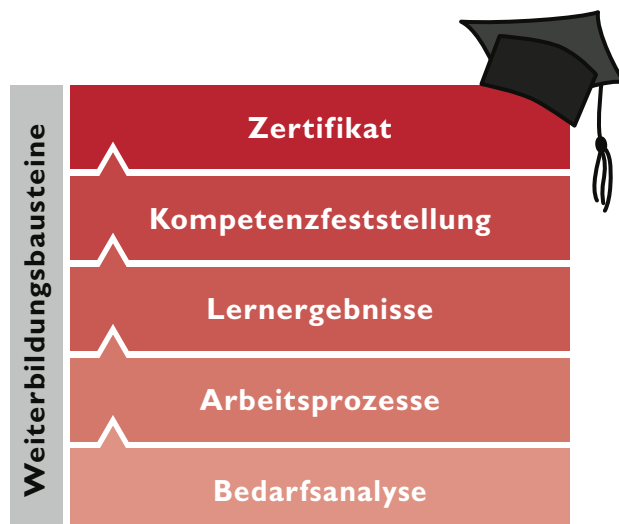 Weiterbildungsbausteine
Zertifikat
Kompetenzfeststellung
Lernergebnisse
Arbeitsprozesse
Bedarfsanalyse